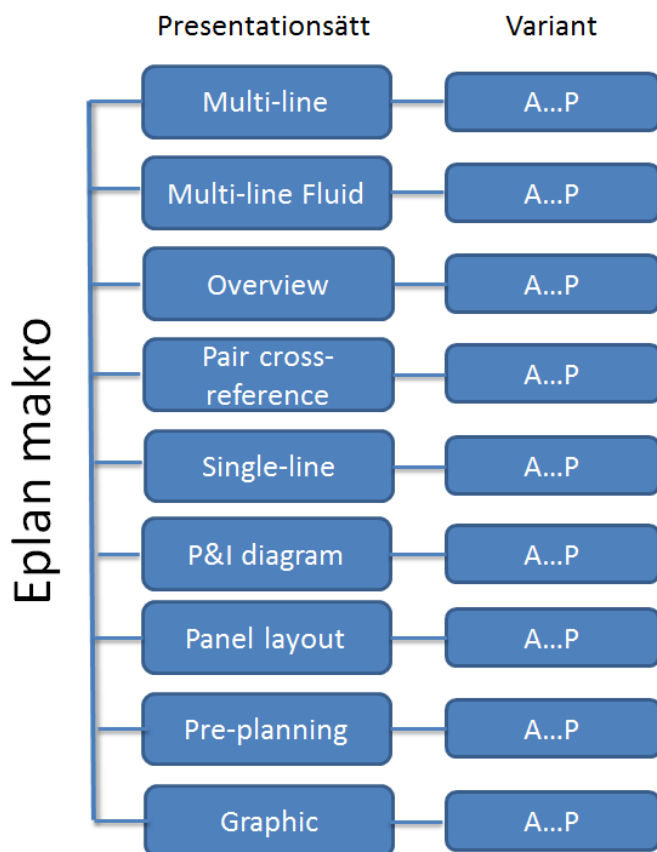 Presentationsätt Variant
Multi-line A...P
Multi-line Fluid A...P
Overview A...P
Pair cross-
reference A...P
Single-line A...P
P&I diagram A...P
Panel layout A...P
Pre-planning A...P
Graphic A...P
Eplan makro